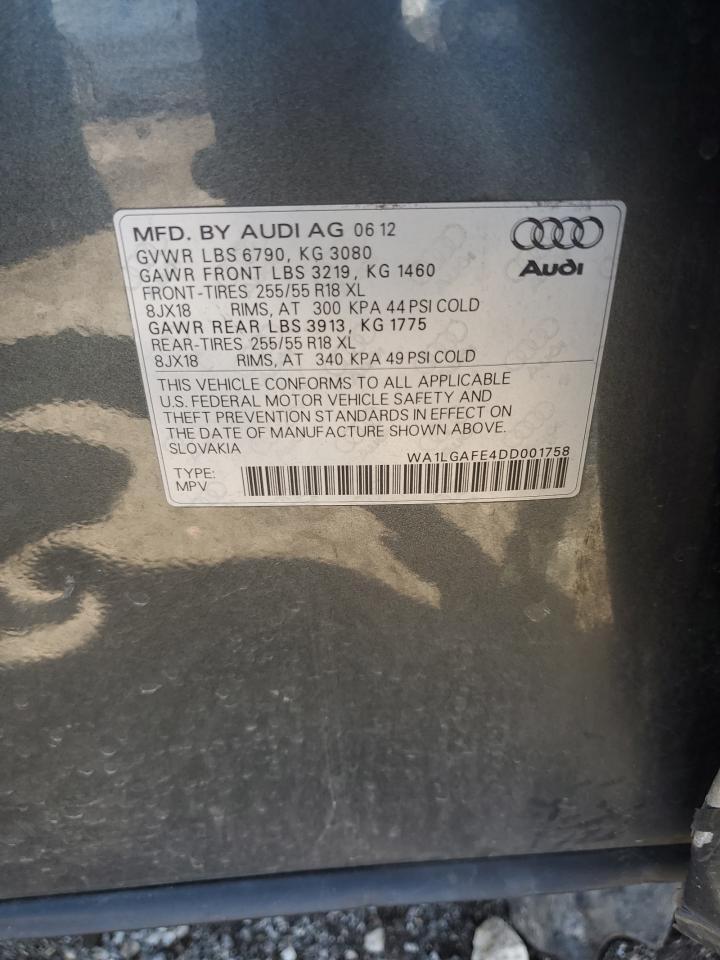 MFD. BY AUDI AG 06 12
GVWR LBS 6790, KG 3080
GAWR FRONT LBS 3219, KG 1460
FRONT-TIRES 255/55 R18 XL
8JX18 RIMS, AT 300 KPA 44 PSI COLD
GAWR REAR LBS 3913, KG 1775
REAR-TIRES 255/55 R18 XL
8JX18 RIMS, AT 340 KPA 49 PSI COLD
Audi
THIS VEHICLE CONFORMS TO ALL APPLICABLE
U.S. FEDERAL MOTOR VEHICLE SAFETY AND
THEFT PREVENTION STANDARDS IN EFFECT ON
THE DATE OF MANUFACTURE SHOWN ABOVE.
SLOVAKIA
WA1LGAFE4DD001758
TYPE:
MPV